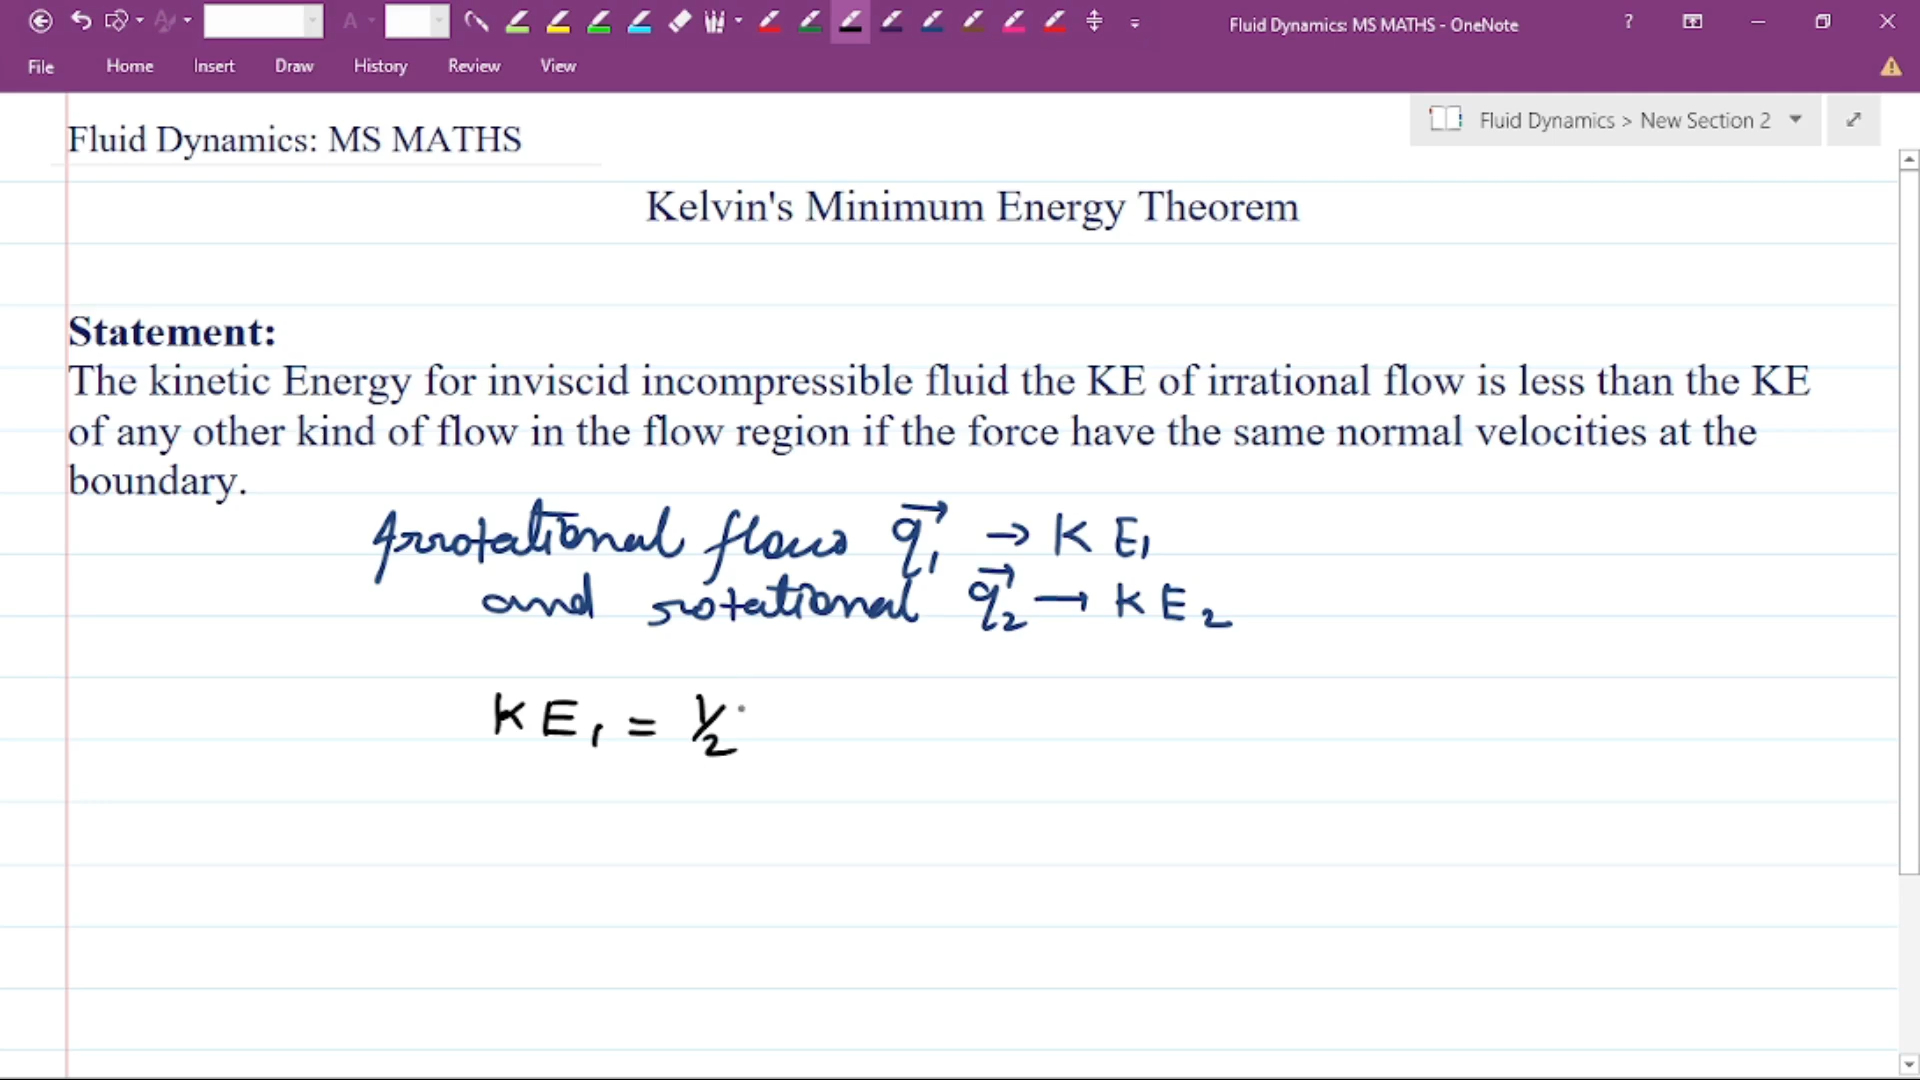 Fluid Dynamics: MS MATHS - OneNote
?
File Home Insert Draw History Review View
Fluid Dynamics > New Section 2
Fluid Dynamics: MS MATHS
Kelvin's Minimum Energy Theorem
Statement:
The kinetic Energy for inviscid incompressible fluid the KE of irrational flow is less than the KE
of any other kind of flow in the flow region if the force have the same normal velocities at the
boundary.
Irrotational flows q⃗₁ → KE₁
and rotational q⃗₂ → KE₂
KE₁ = 1/2